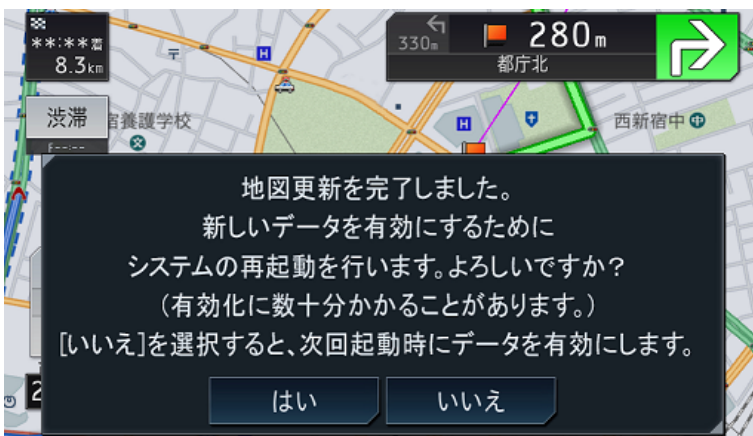 **:**着
8.3km
330m
280m
都庁北
渋滞
宿養護学校
西新宿中
地図更新を完了しました。
新しいデータを有効にするために
システムの再起動を行います。よろしいですか？
（有効化に数十分かかることがあります。）
[いいえ]を選択すると、次回起動時にデータを有効にします。
はい
いいえ